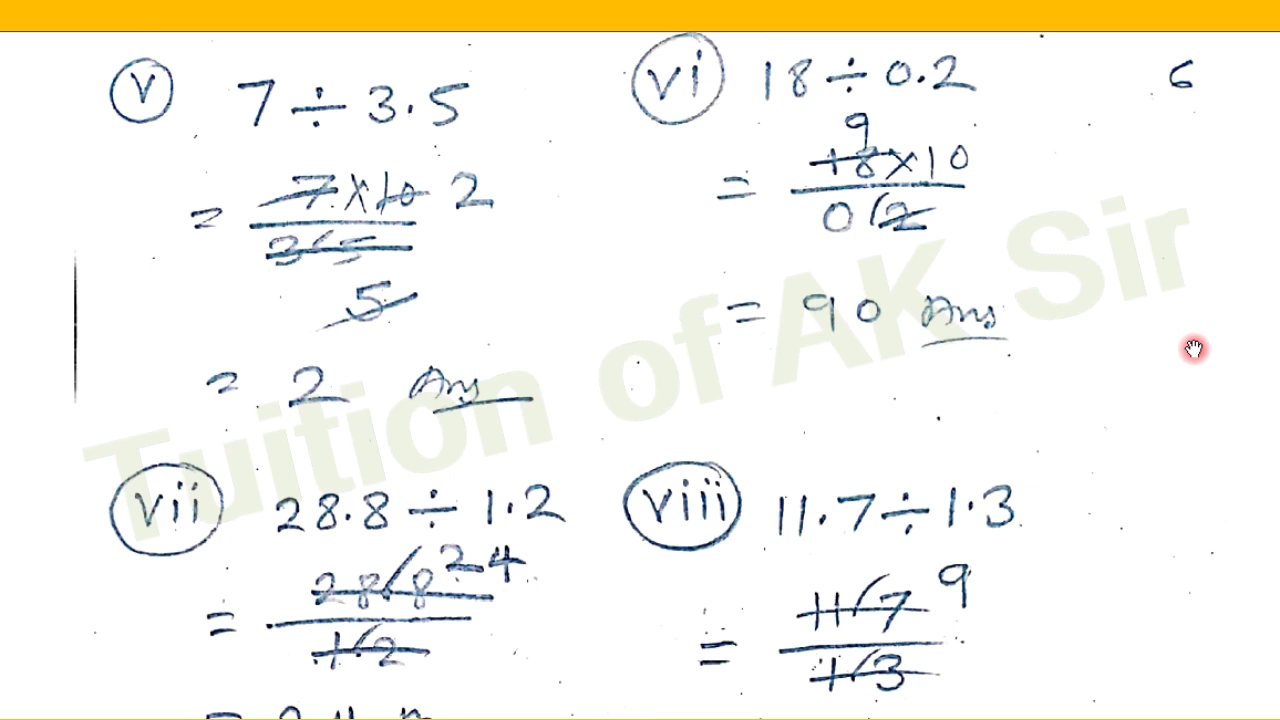 v 7 ÷ 3.5
= 7 × 10 2
3/5
5
= 2 Ans
vi 18 ÷ 0.2
9
= 18 × 10
0/2
= 90 Ans
6
vii 28.8 ÷ 1.2
= 28/8 24
1/2
viii 11.7 ÷ 1.3
= 11/7 9
1/3
Tuition of AK Sir